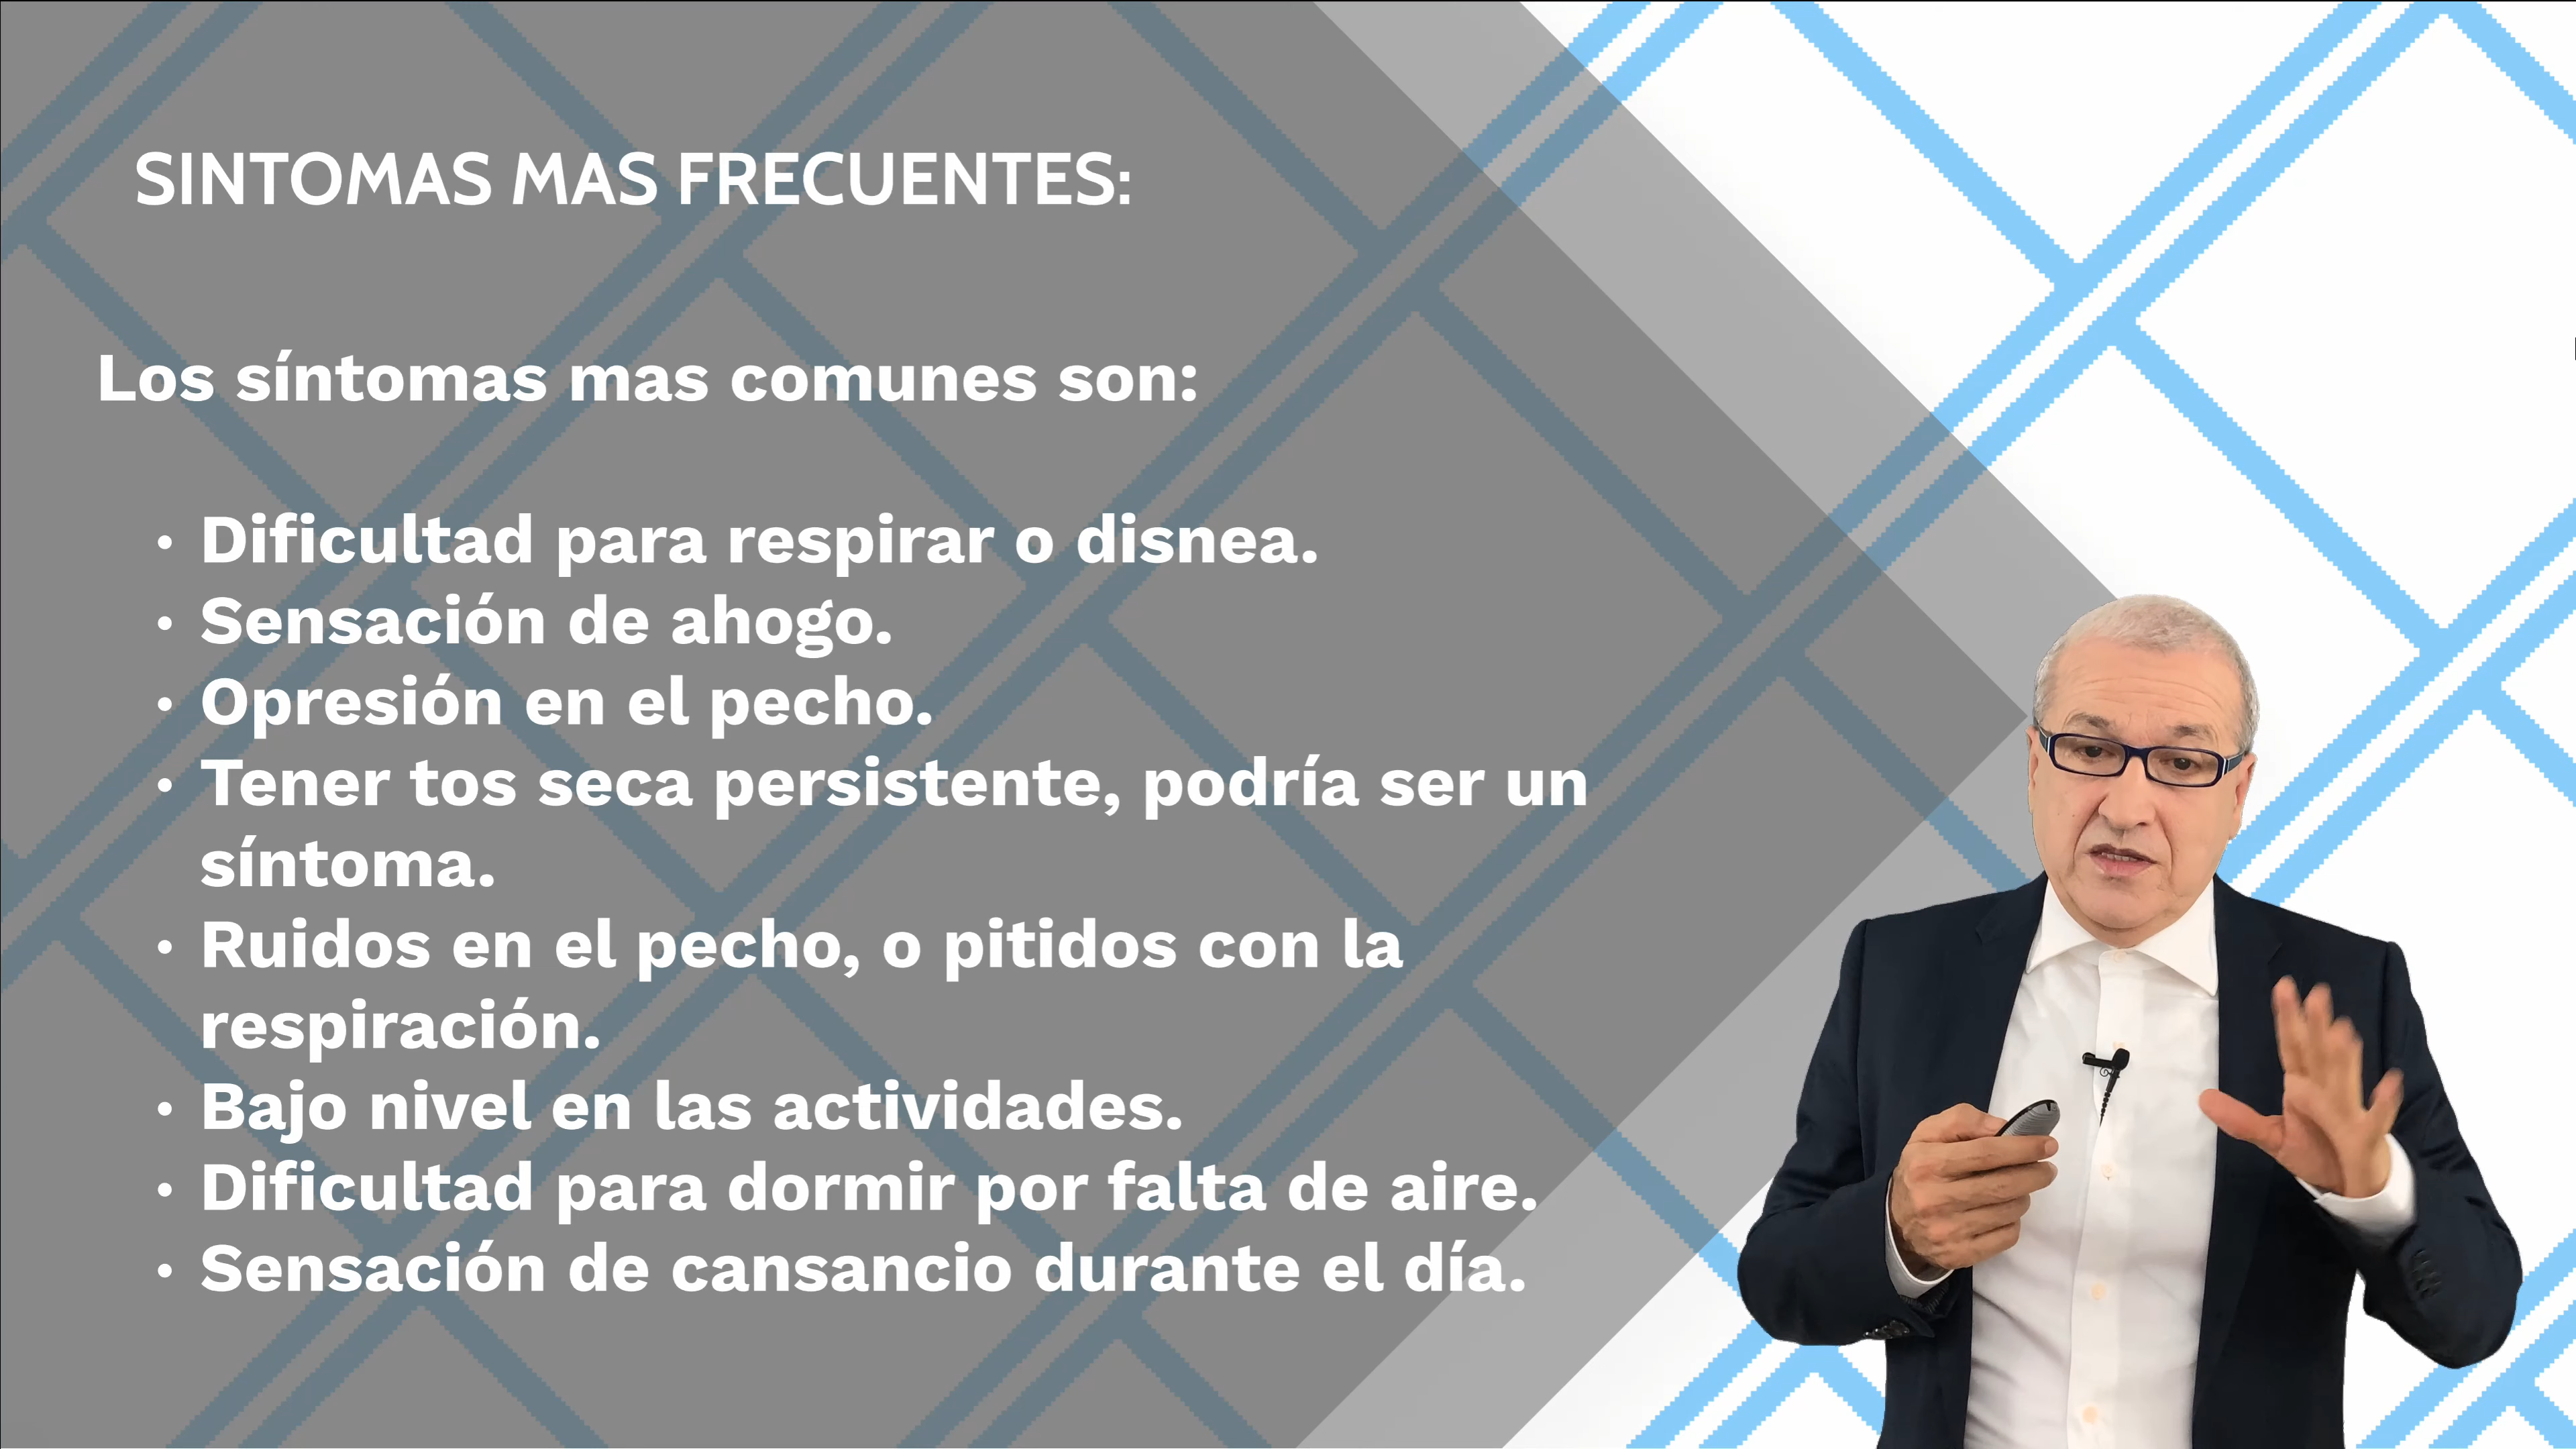 SINTOMAS MAS FRECUENTES:
Los síntomas mas comunes son:
• Dificultad para respirar o disnea.
• Sensación de ahogo.
• Opresión en el pecho.
• Tener tos seca persistente, podría ser un
síntoma.
• Ruidos en el pecho, o pitidos con la
respiración.
• Bajo nivel en las actividades.
• Dificultad para dormir por falta de aire.
• Sensación de cansancio durante el día.